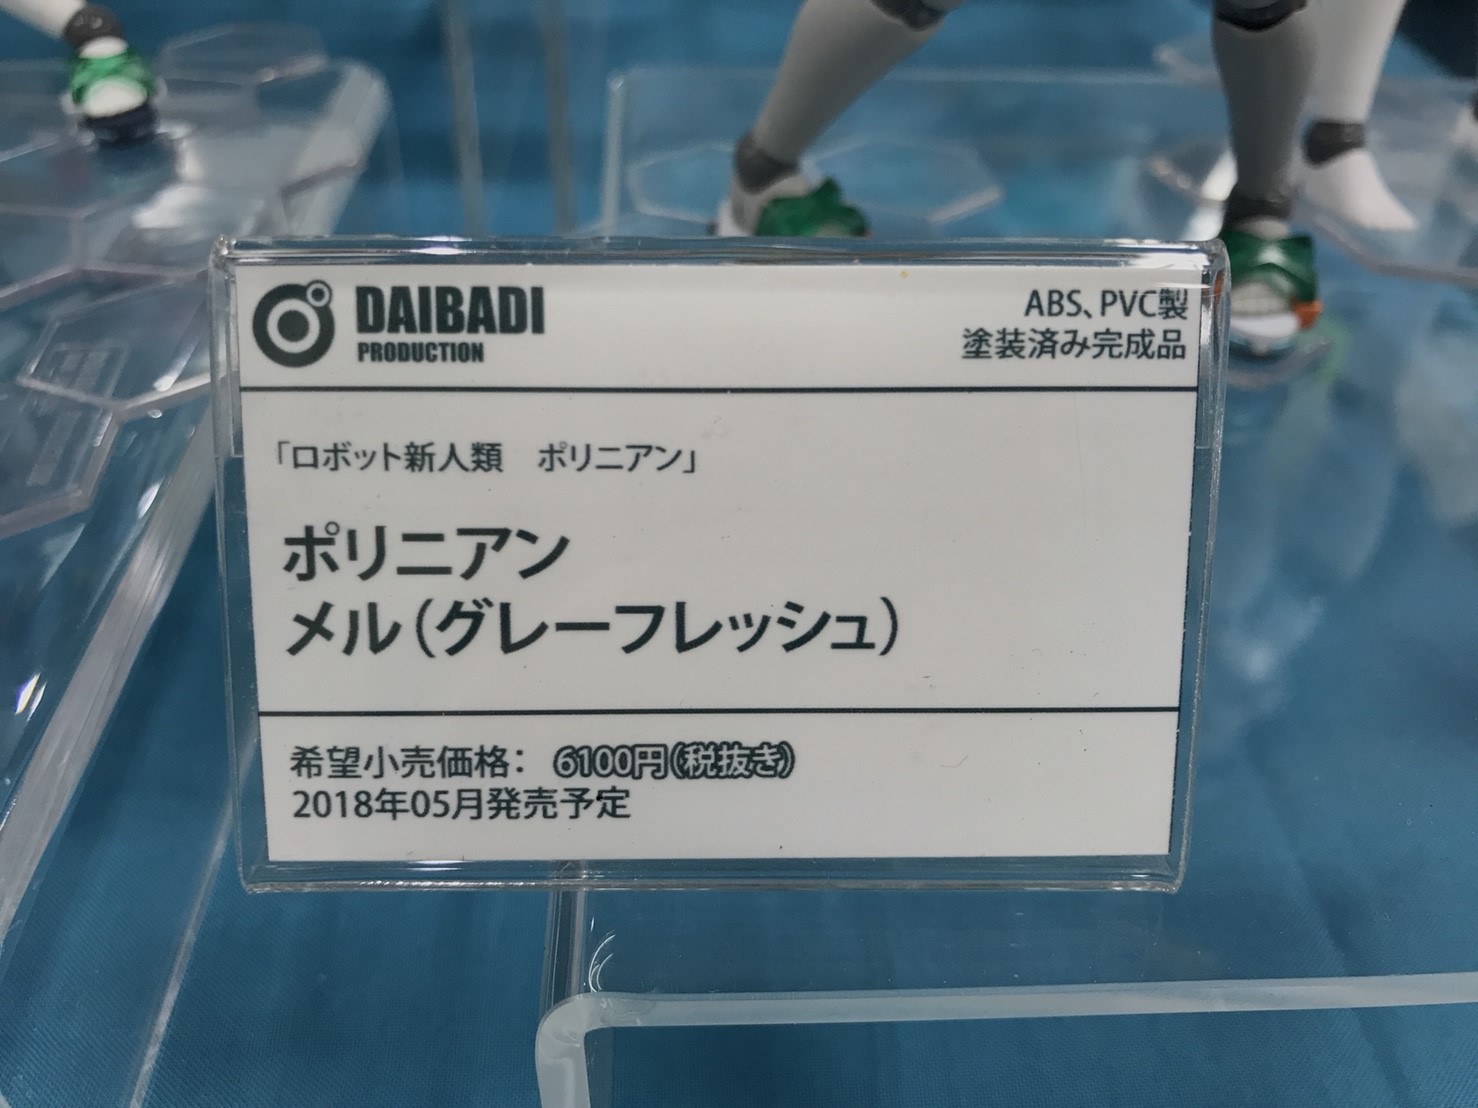 DAIBADI
PRODUCTION
ABS、PVC製
塗装済み完成品
「ロボット新人類　ポリニアン」
ポリニアン
メル（グレーフレッシュ）
希望小売価格：　6100円（税抜き）
2018年05月発売予定